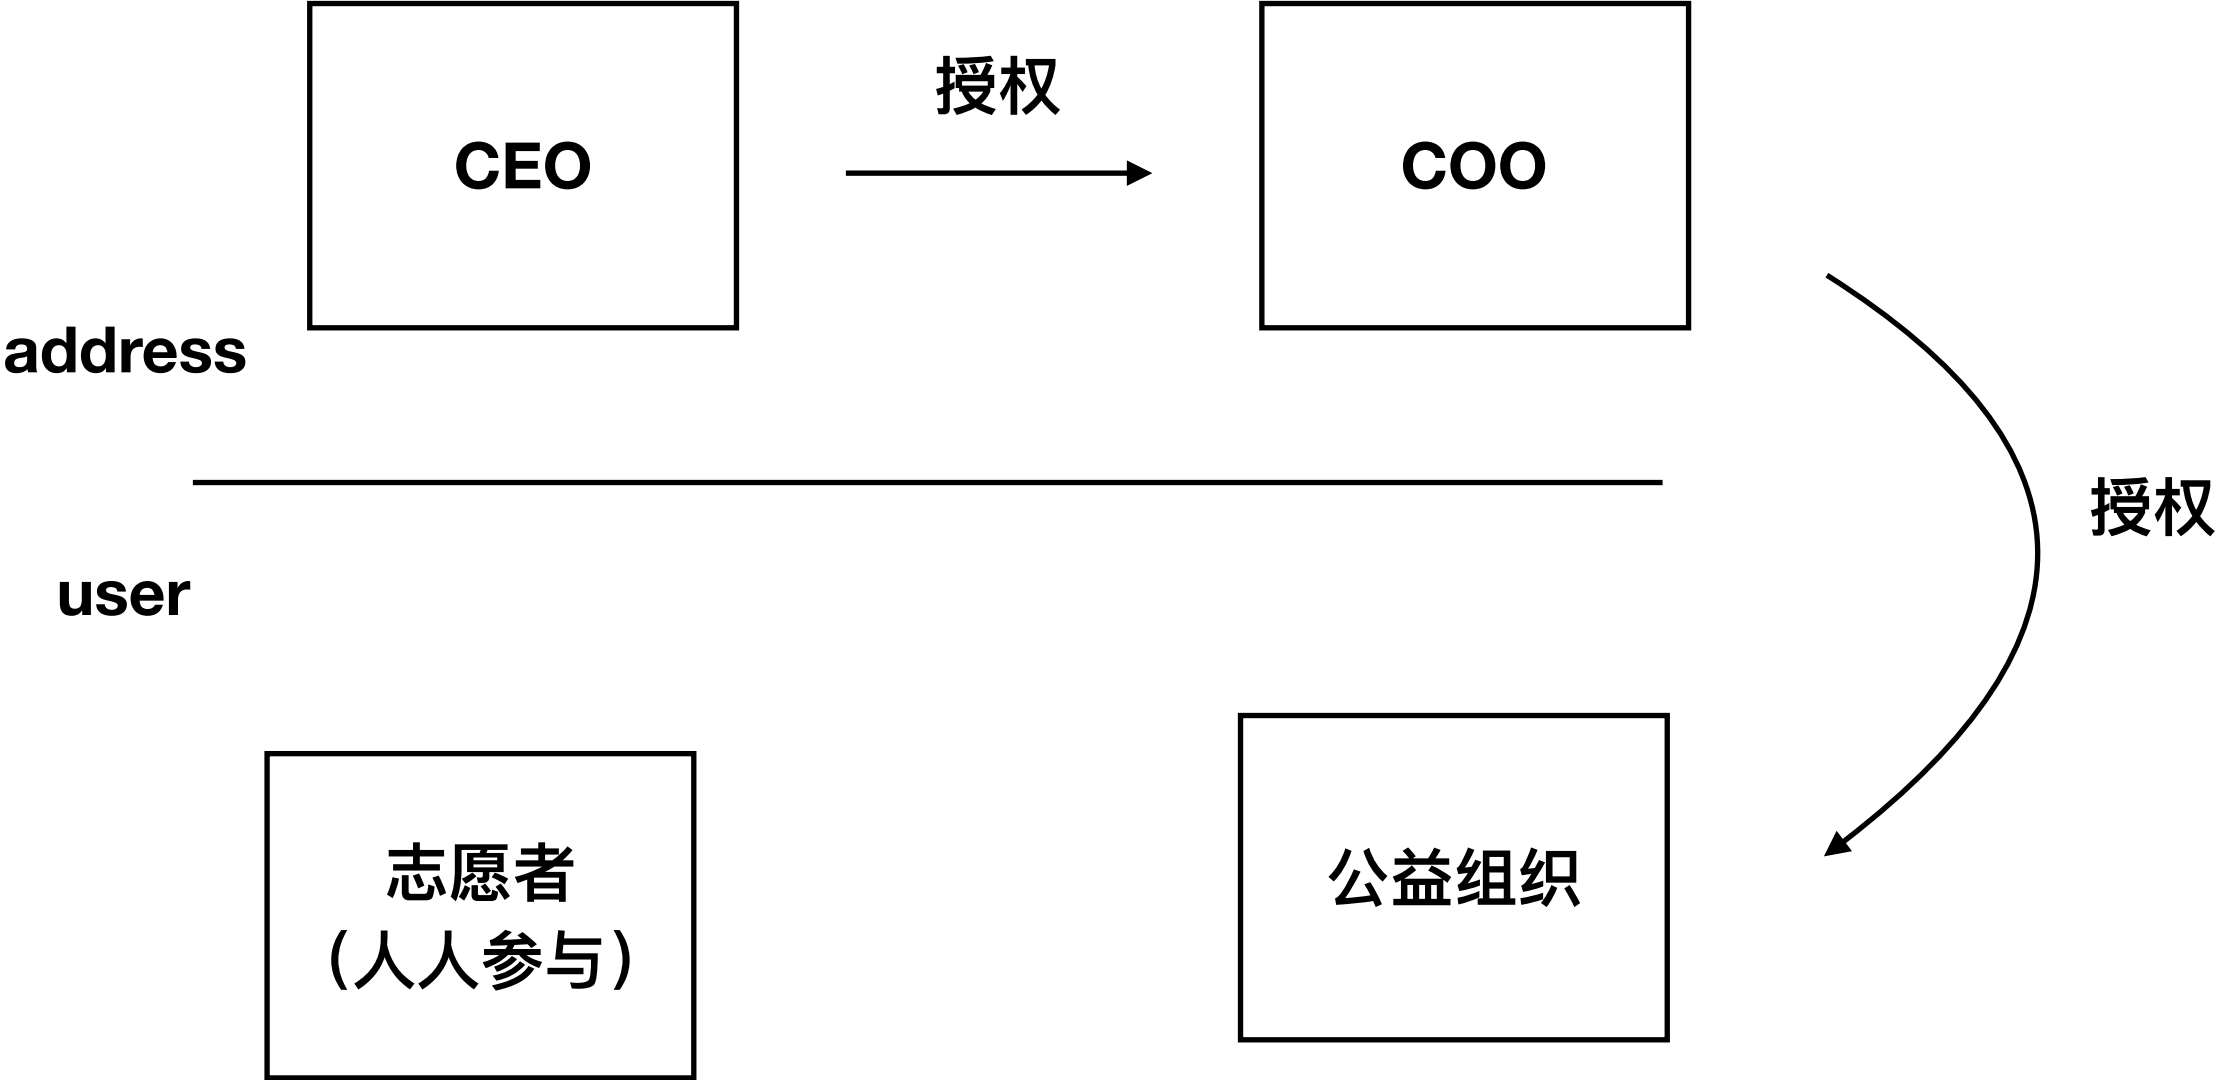 授权
CEO
COO
address
授权
user
志愿者
公益组织
（人人参与）